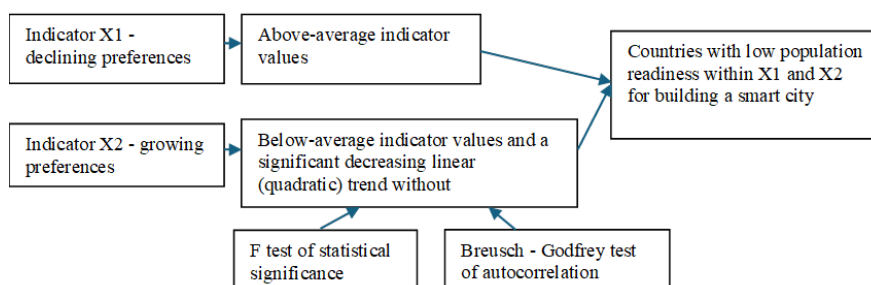 Indicator X1 -
declining preferences
Above-average indicator
values
Countries with low population
readiness within X1 and X2
for building a smart city
Indicator X2 - growing
preferences
Below-average indicator values and a
significant decreasing linear
(quadratic) trend without
F test of statistical
significance
Breusch - Godfrey test
of autocorrelation